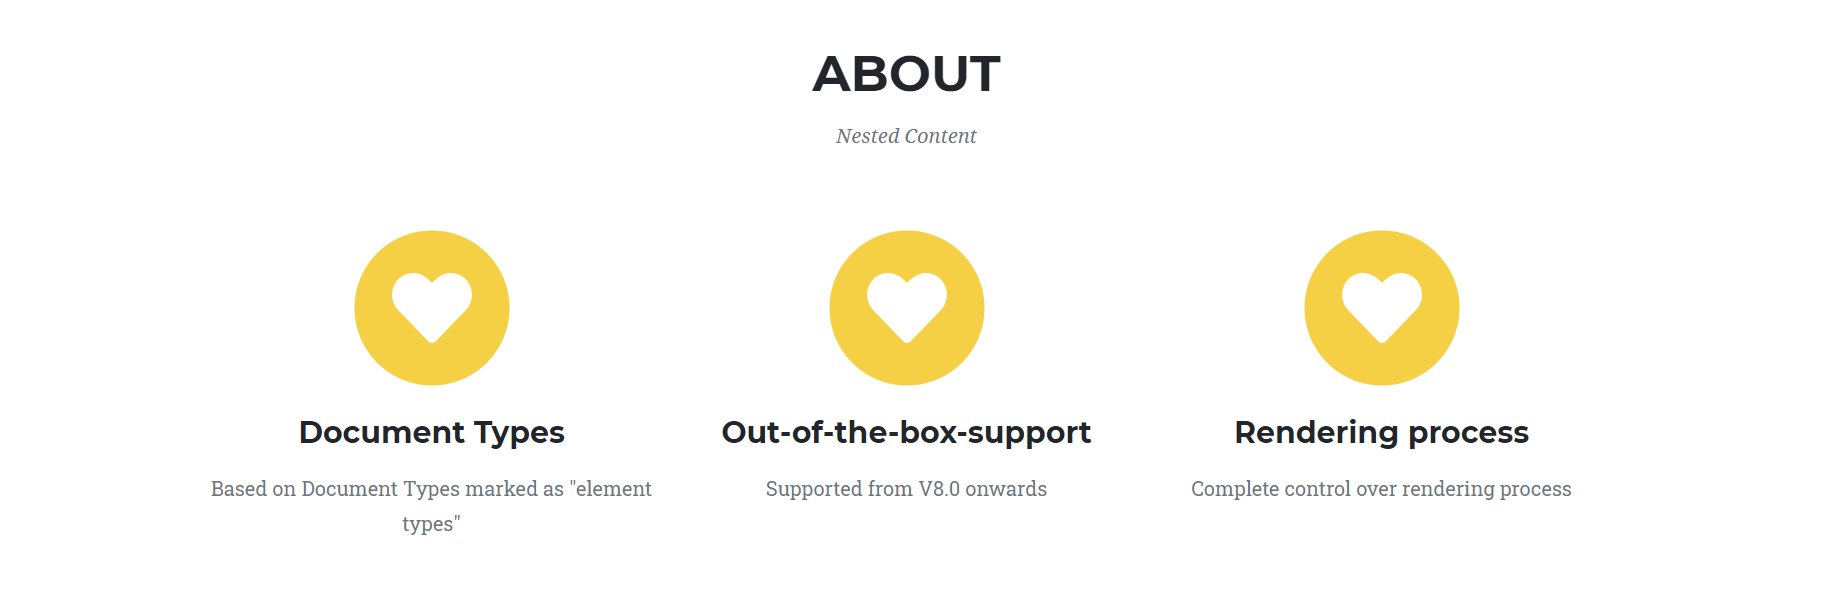 ABOUT
Nested Content
Document Types
Based on Document Types marked as "element
types"
Out-of-the-box-support
Supported from V8.0 onwards
Rendering process
Complete control over rendering process